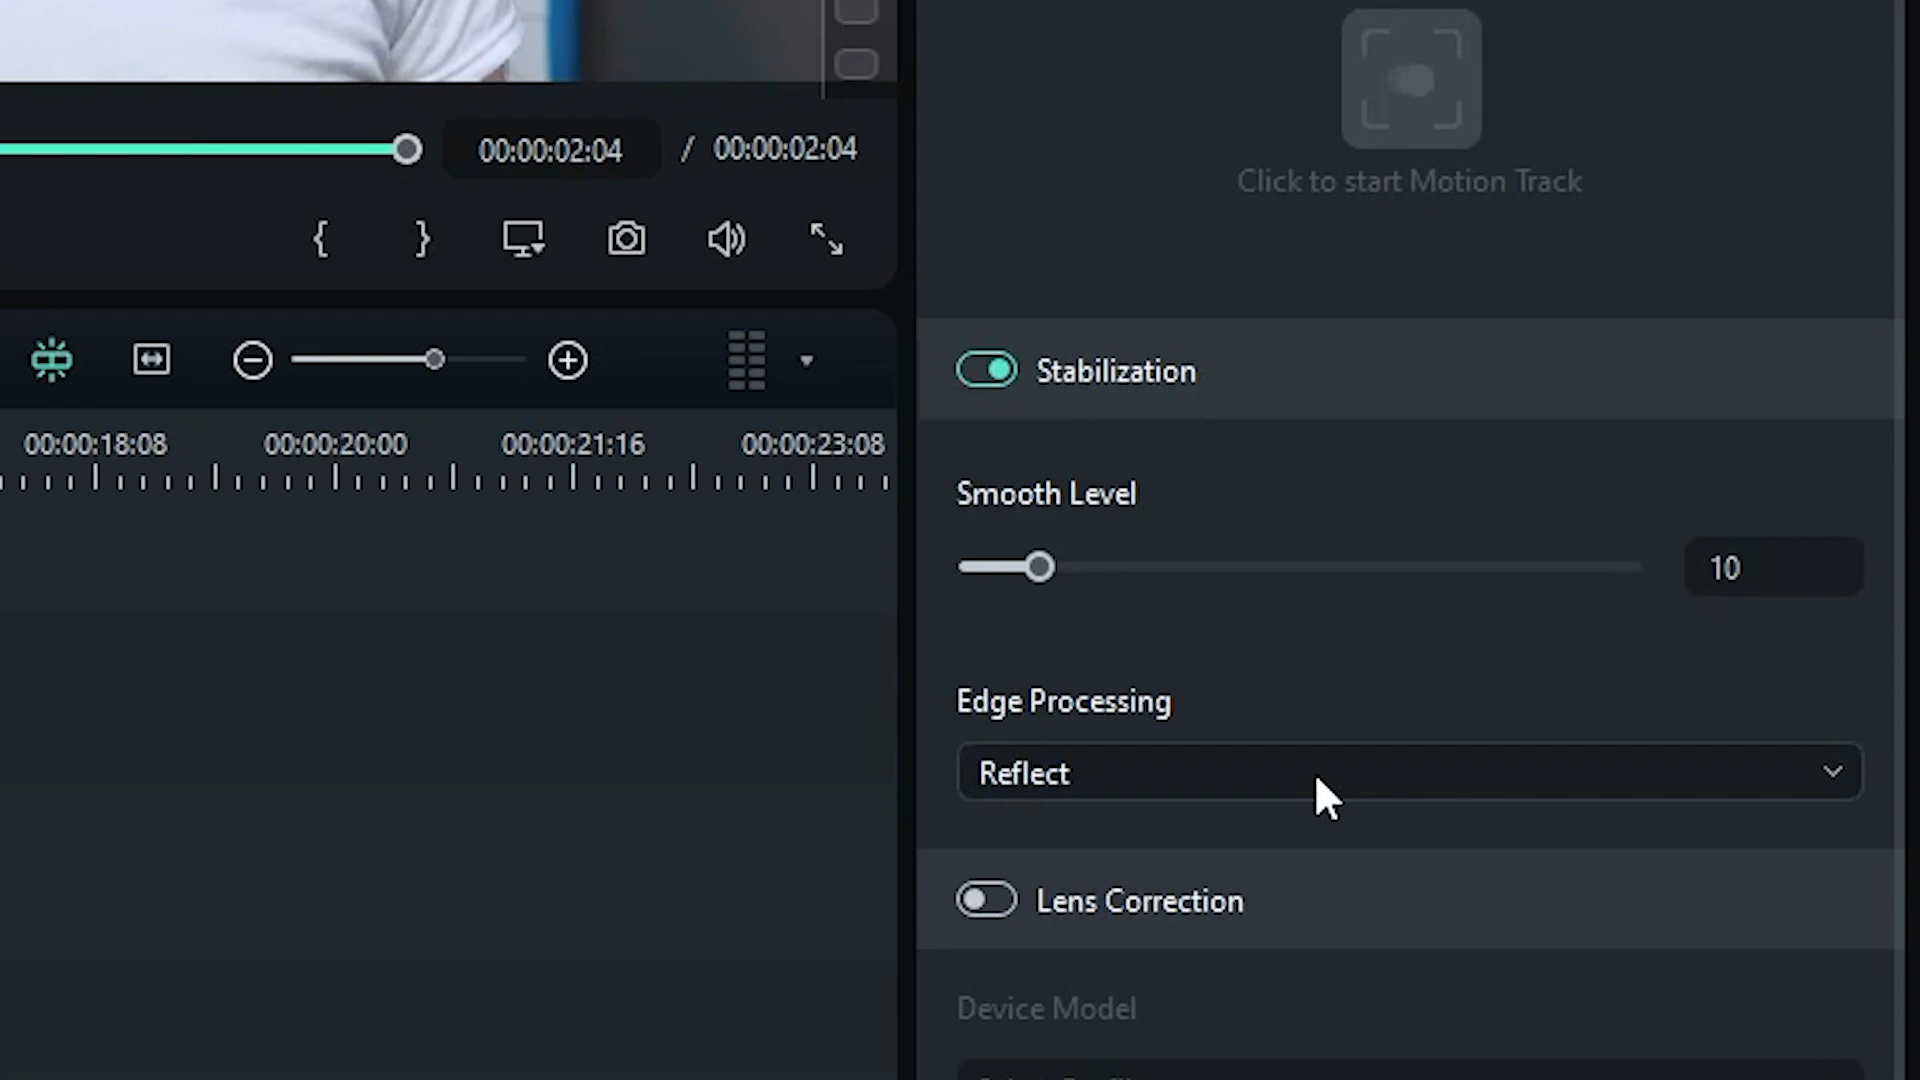 00:00:02:04 / 00:00:02:04
00:00:18:08 00:00:20:00 00:00:21:16 00:00:23:08
Click to start Motion Track
Stabilization
Smooth Level
10
Edge Processing
Reflect
Lens Correction
Device Model